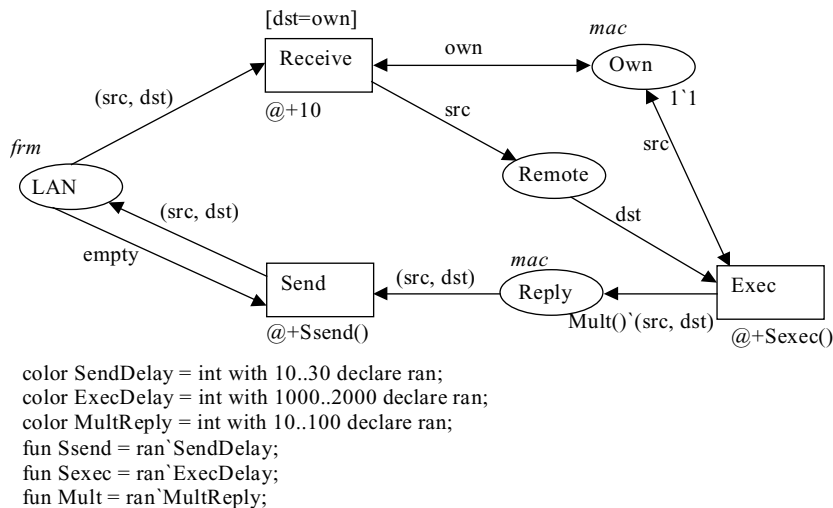 [dst=own]
Receive
@+10
own
mac
Own
1`1
(src, dst)
src
src
frm
LAN
Remote
(src, dst)
dst
empty
Send
@+Ssend()
(src, dst)
mac
Reply
Mult()`(src, dst)
Exec
@+Sexec()
color SendDelay = int with 10..30 declare ran;
color ExecDelay = int with 1000..2000 declare ran;
color MultReply = int with 10..100 declare ran;
fun Ssend = ran`SendDelay;
fun Sexec = ran`ExecDelay;
fun Mult = ran`MultReply;